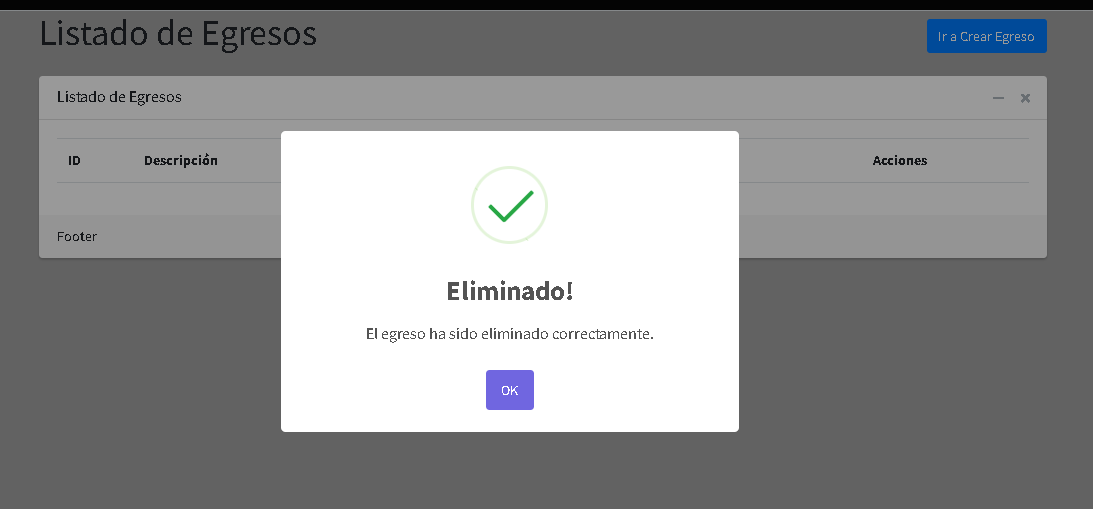 Listado de Egresos
Ir a Crear Egreso
Listado de Egresos
ID Descripción Acciones
Eliminado!
El egreso ha sido eliminado correctamente.
OK
Footer